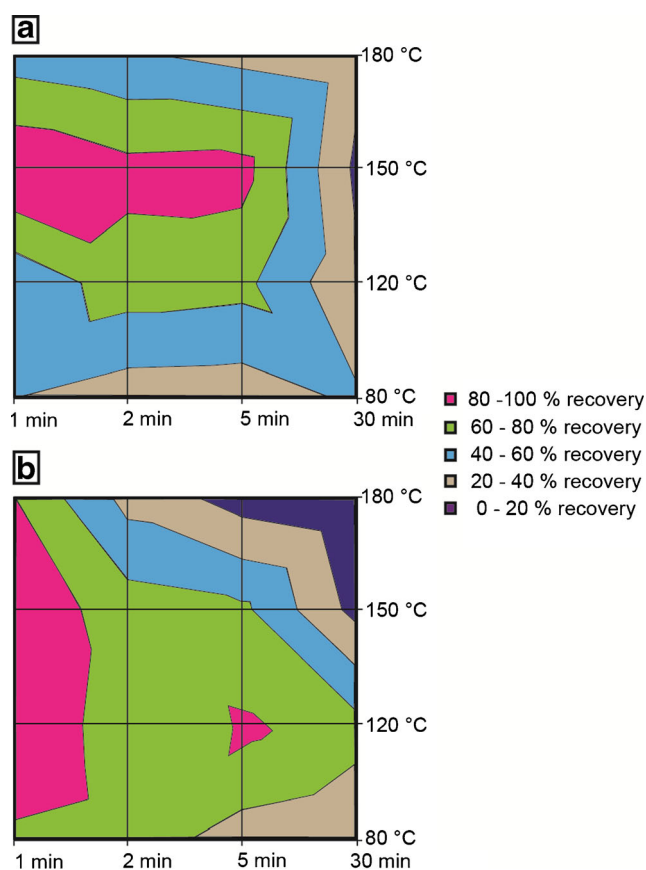 a
180 °C
150 °C
120 °C
80 °C
1 min 2 min 5 min 30 min
80 -100 % recovery
60 - 80 % recovery
40 - 60 % recovery
20 - 40 % recovery
0 - 20 % recovery
b
180 °C
150 °C
120 °C
80 °C
1 min 2 min 5 min 30 min